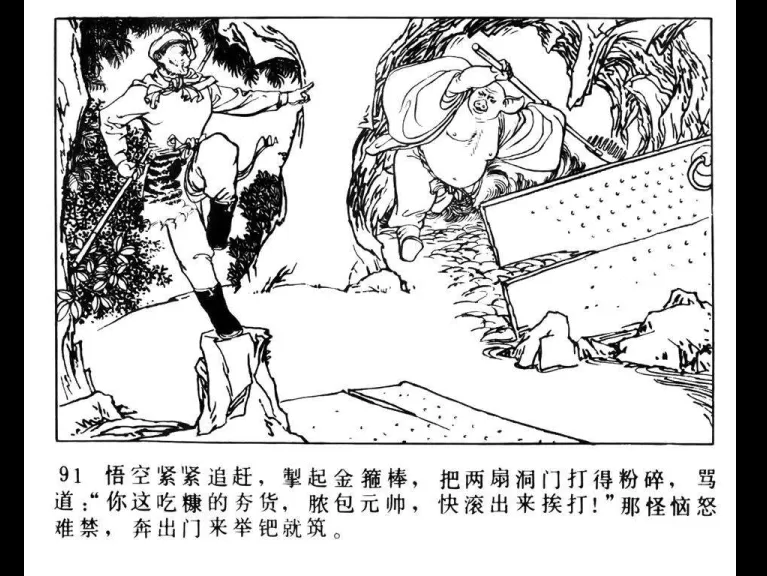 91 悟空紧紧追赶，掣起金箍棒，把两扇洞门打得粉碎，骂
道：“你这吃糠的夯货，脓包元帅，快滚出来挨打！”那怪恼怒
难禁，奔出门来举钯就筑。